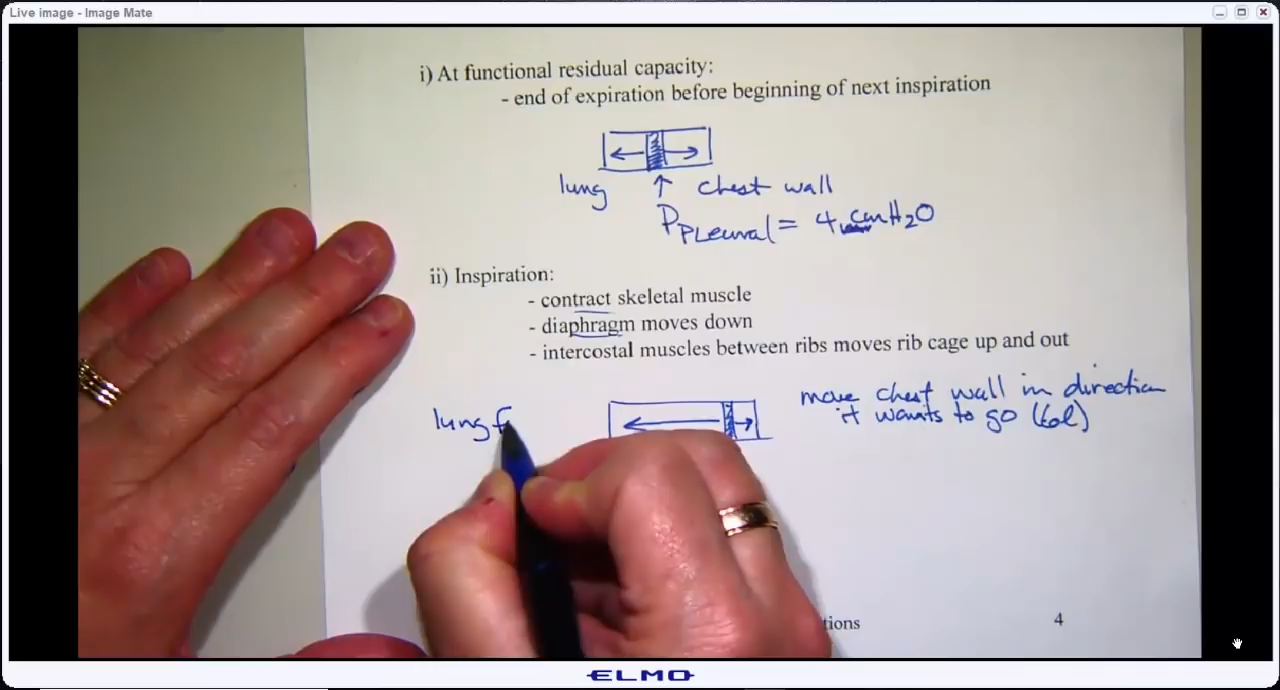 Live image - Image Mate
i) At functional residual capacity:
- end of expiration before beginning of next inspiration
lung ↑ chest wall
P PLeural = 4 cmH2O
ii) Inspiration:
- contract skeletal muscle
- diaphragm moves down
- intercostal muscles between ribs moves rib cage up and out
move chest wall in direction
it wants to go (lol)
lung
tions
4
ELMO